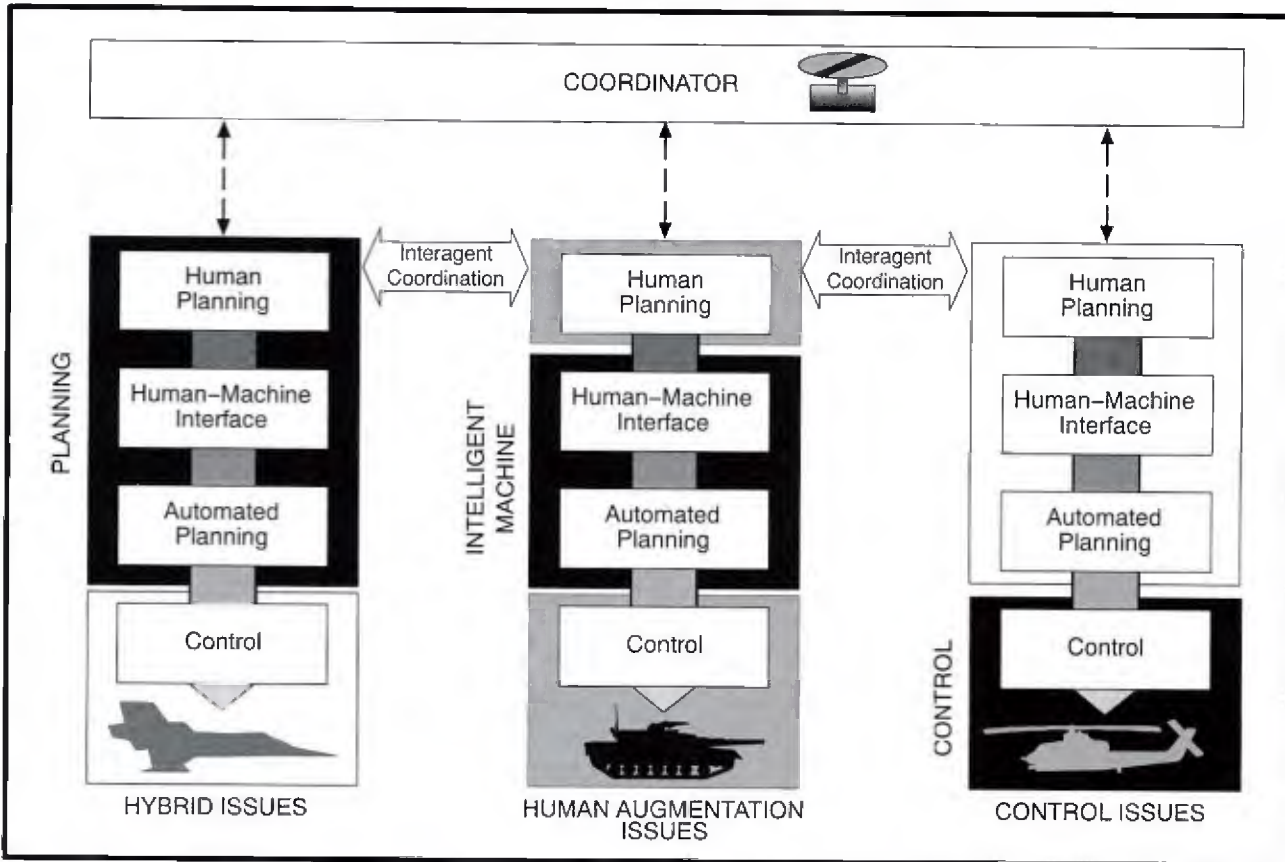 COORDINATOR
Interagent
Coordination
Interagent
Coordination
PLANNING
Human
Planning
Human–Machine
Interface
Automated
Planning
Control
HYBRID ISSUES
INTELLIGENT
MACHINE
Human
Planning
Human–Machine
Interface
Automated
Planning
Control
HUMAN AUGMENTATION
ISSUES
Human
Planning
Human–Machine
Interface
Automated
Planning
CONTROL
Control
CONTROL ISSUES